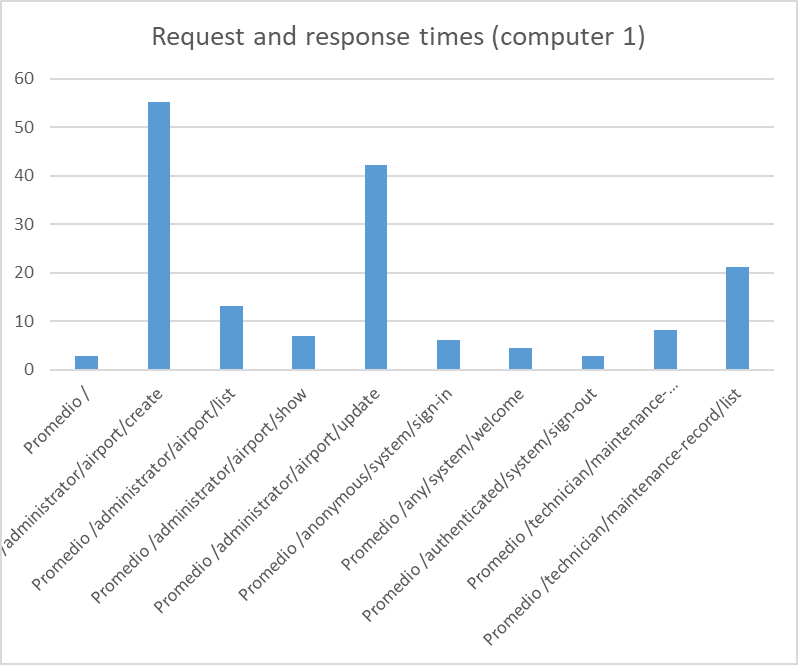 Request and response times (computer 1)
60
50
40
30
20
10
0
Promedio /
/administrator/airport/create
Promedio /administrator/airport/list
Promedio /administrator/airport/show
Promedio /administrator/airport/update
Promedio /anonymous/system/sign-in
Promedio /any/system/welcome
Promedio /authenticated/system/sign-out
Promedio /technician/maintenance-...
Promedio /technician/maintenance-record/list